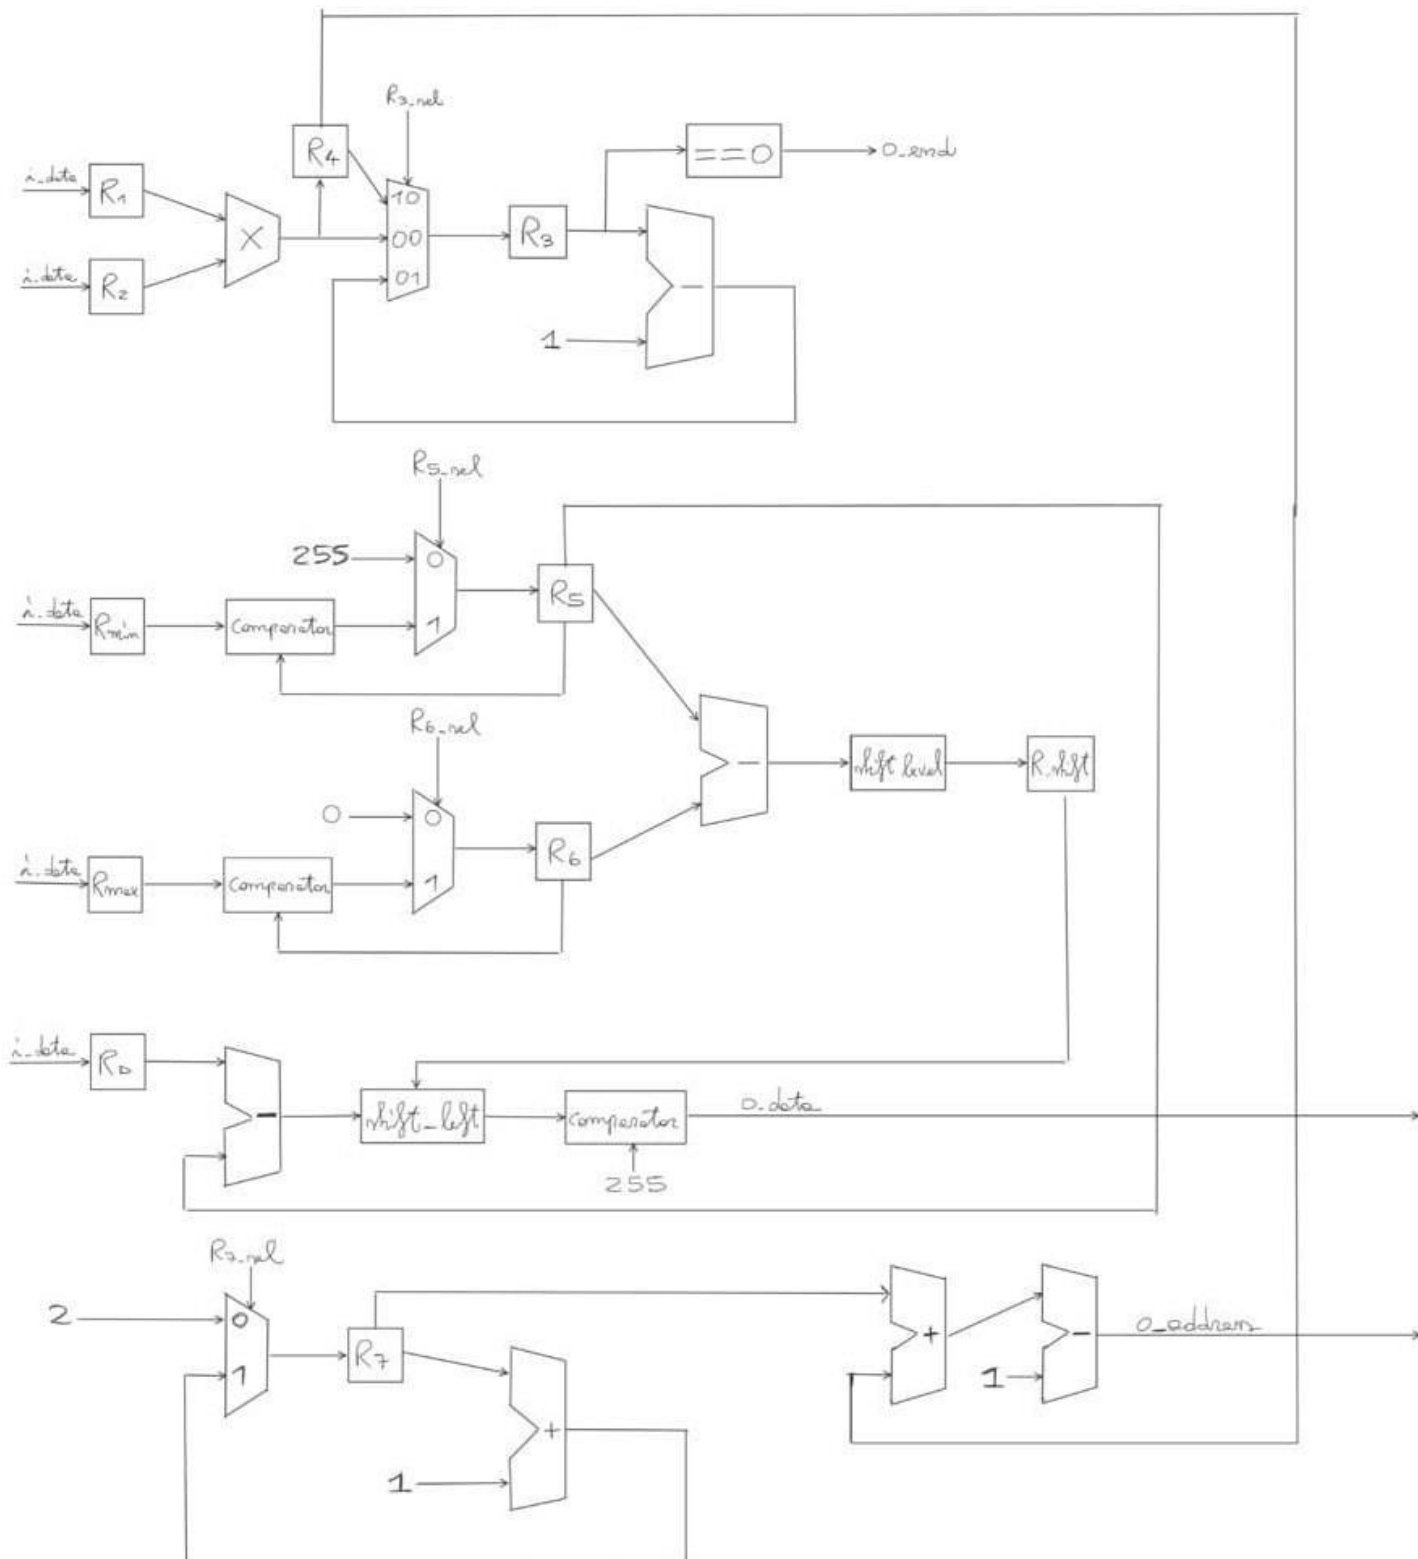 R3_sel
R4
i_data
R1
==0
o_end
10
X
00
R3
i_data
R2
01
-
1
R5_sel
255
0
R5
i_data
Rmin
comparator
1
R6_sel
-
shift level
R_shift
0
0
R6
i_data
Rmax
comparator
1
i_data
RD
-
shift_left
comparator
o_data
255
R7_sel
2
0
R7
+
-
o_address
1
1
+
1